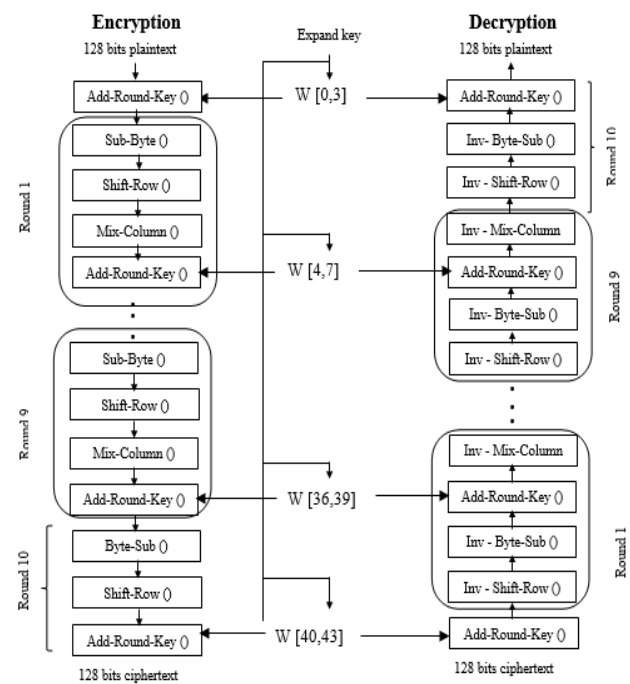 Encryption
128 bits plaintext
Add-Round-Key ()
Round 1
Sub-Byte ()
Shift-Row ()
Mix-Column ()
Add-Round-Key ()
Round 9
Sub-Byte ()
Shift-Row ()
Mix-Column ()
Add-Round-Key ()
Round 10
Byte-Sub ()
Shift-Row ()
Add-Round-Key ()
128 bits ciphertext
Expand key
W [0,3]
W [4,7]
W [36,39]
W [40,43]
Decryption
128 bits plaintext
Add-Round-Key ()
Inv- Byte-Sub ()
Inv - Shift-Row ()
Round 10
Inv - Mix-Column
Add-Round-Key ()
Inv- Byte-Sub ()
Inv - Shift-Row ()
Round 9
Inv - Mix-Column
Add-Round-Key ()
Inv - Byte-Sub ()
Inv - Shift-Row ()
Round 1
Add-Round-Key ()
128 bits ciphertext